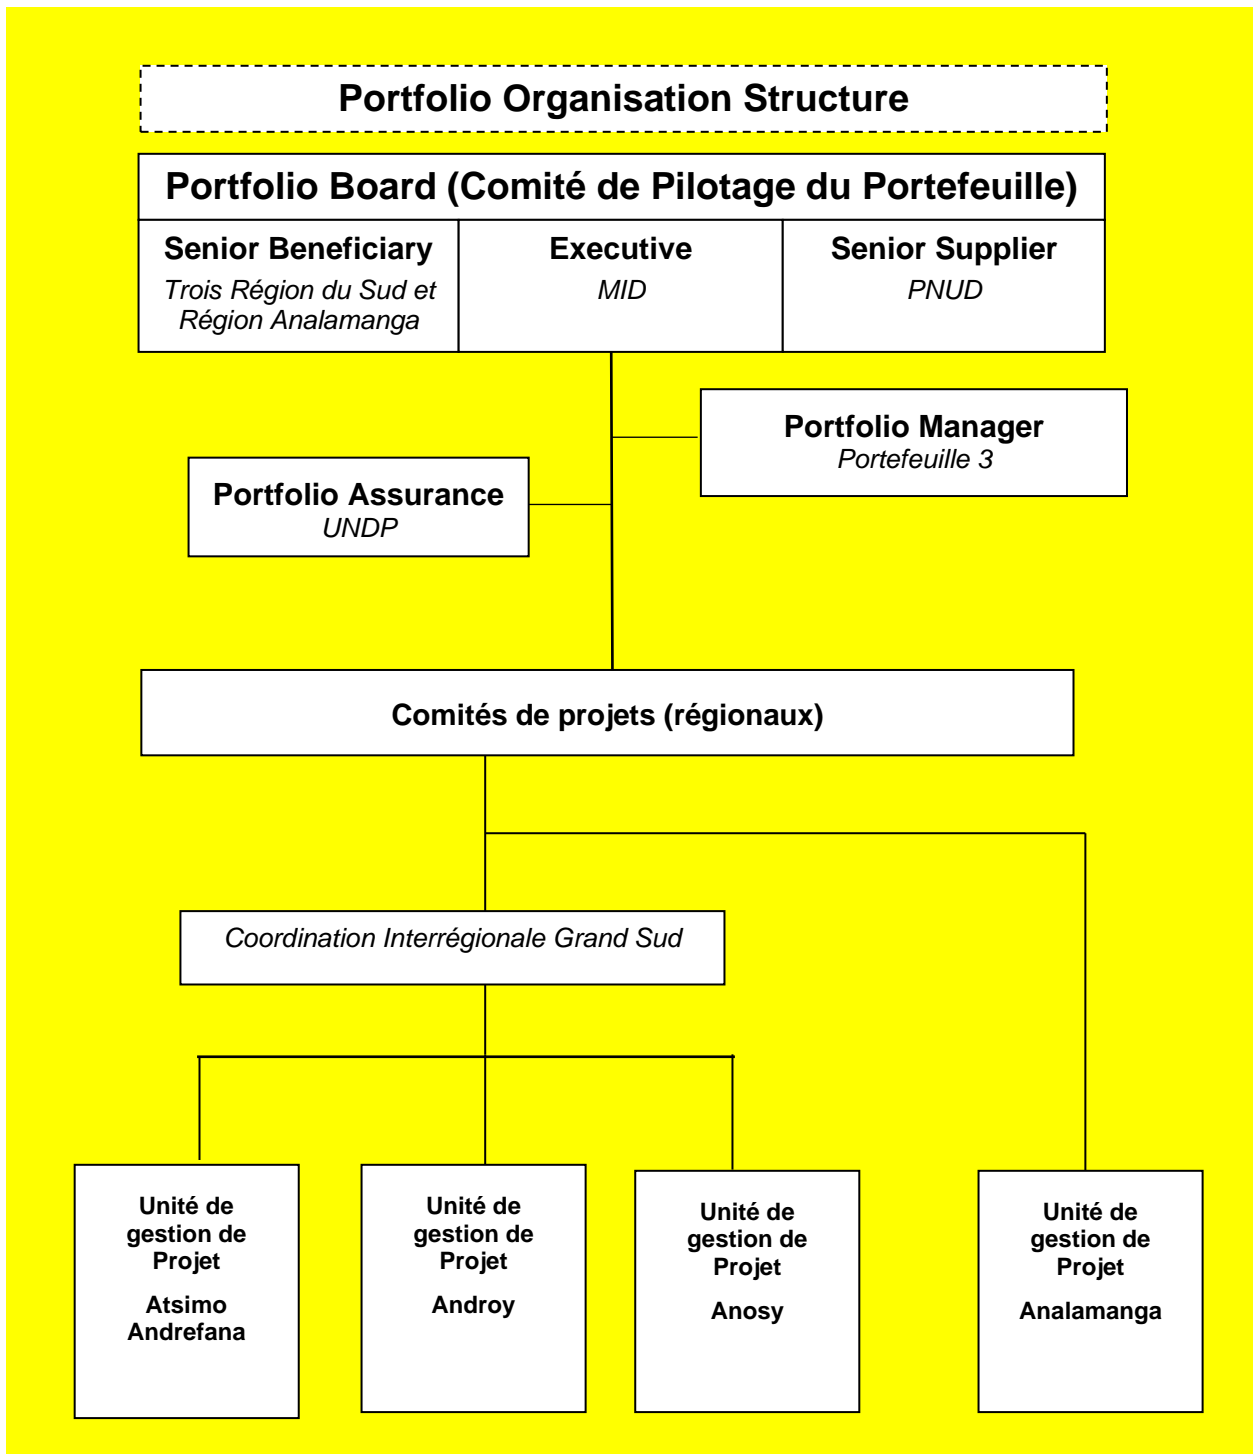 Portfolio Organisation Structure
Portfolio Board (Comité de Pilotage du Portefeuille)
Senior Beneficiary
Trois Région du Sud et
Région Analamanga
Executive
MID
Senior Supplier
PNUD
Portfolio Manager
Portefeuille 3
Portfolio Assurance
UNDP
Comités de projets (régionaux)
Coordination Interrégionale Grand Sud
Unité de
gestion de
Projet
Atsimo
Andrefana
Unité de
gestion de
Projet
Androy
Unité de
gestion de
Projet
Anosy
Unité de
gestion de
Projet
Analamanga